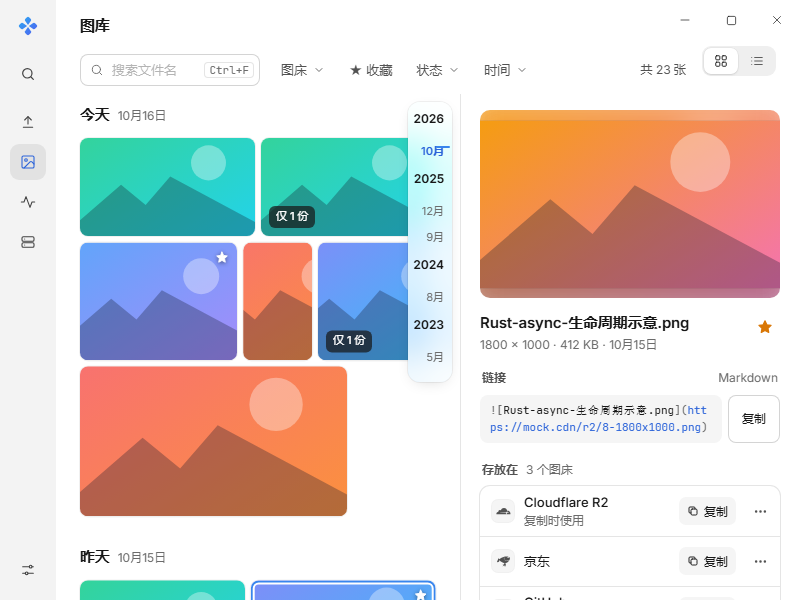 图库
搜索文件名 Ctrl+F
图床
★ 收藏
状态
时间
共 23 张
今天 10月16日
仅 1 份
仅 1 份
昨天 10月15日
2026
10月
2025
12月
9月
2024
8月
2023
5月
Rust-async-生命周期示意.png
1800 × 1000 · 412 KB · 10月15日
链接 Markdown
![Rust-async-生命周期示意.png](htt
ps://mock.cdn/r2/8-1800x1000.png)
复制
存放在 3 个图床
Cloudflare R2
复制时使用
复制
京东
复制